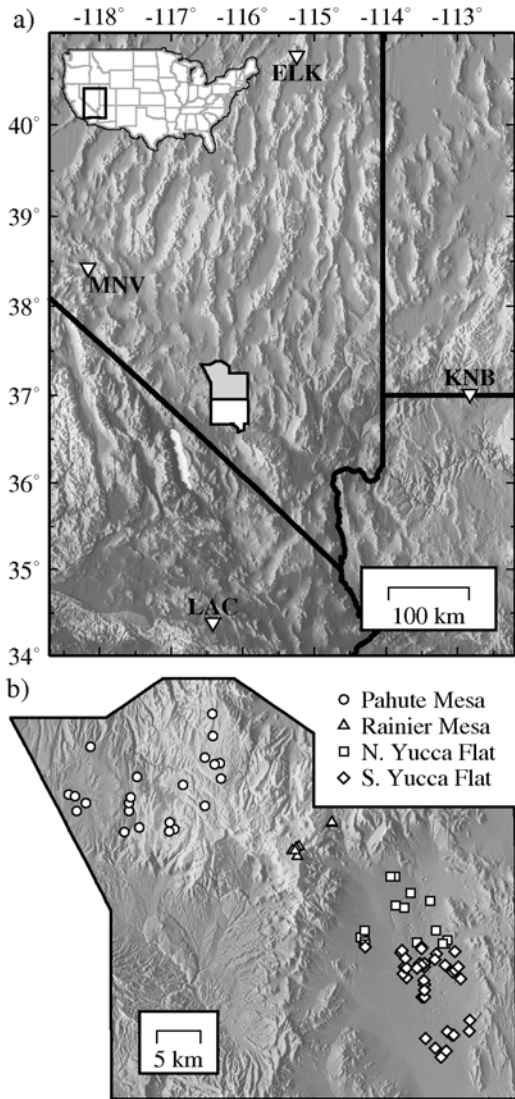 a)
-118° -117° -116° -115° -114° -113°
ELK
40°
39°
MNV
38°
KNB
37°
36°
35°
LAC
100 km
34°
b)
Pahute Mesa
Rainier Mesa
N. Yucca Flat
S. Yucca Flat
5 km